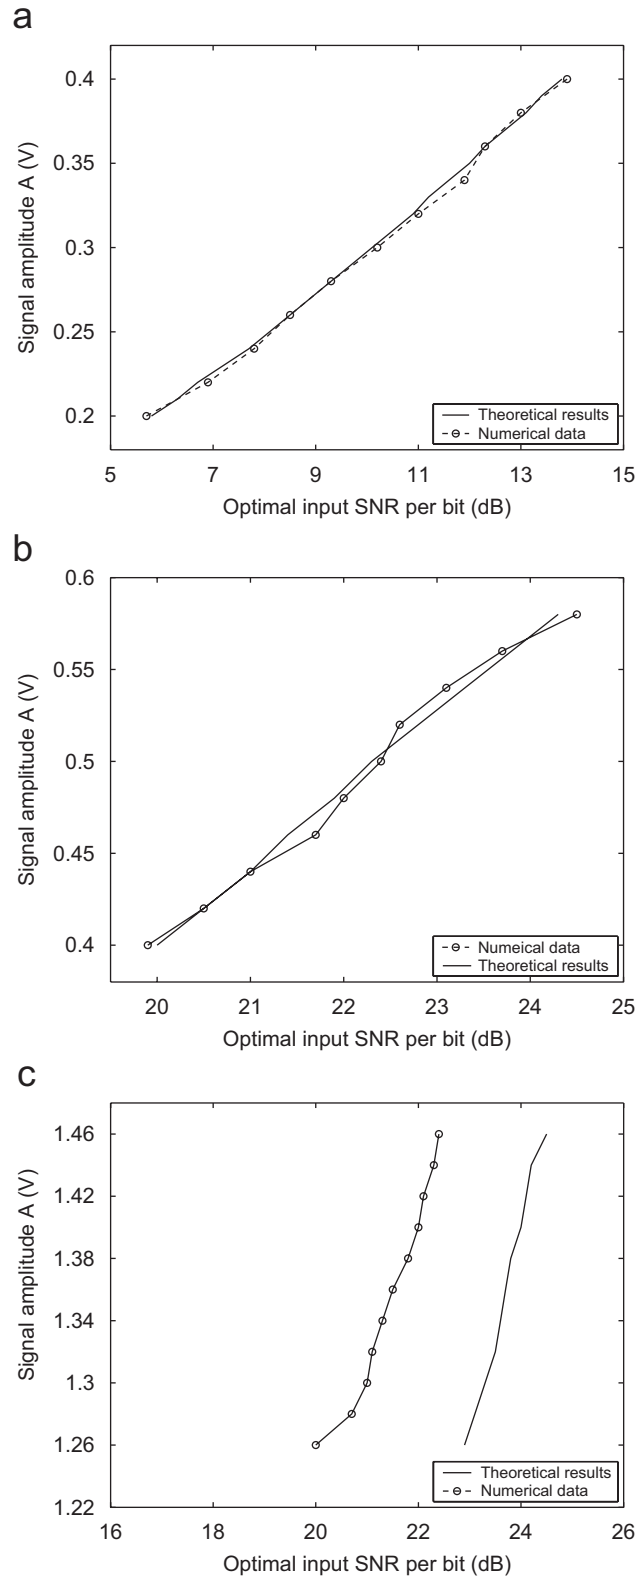 a
0.4
0.35
0.3
0.25
0.2
Signal amplitude A (V)
Theoretical results
Numerical data
5 7 9 11 13 15
Optimal input SNR per bit (dB)
b
0.6
0.55
0.5
0.45
0.4
Signal amplitude A (V)
Numeical data
Theoretical results
20 21 22 23 24 25
Optimal input SNR per bit (dB)
c
1.46
1.42
1.38
1.34
1.3
1.26
1.22
Signal amplitude A (V)
Theoretical results
Numerical data
16 18 20 22 24 26
Optimal input SNR per bit (dB)